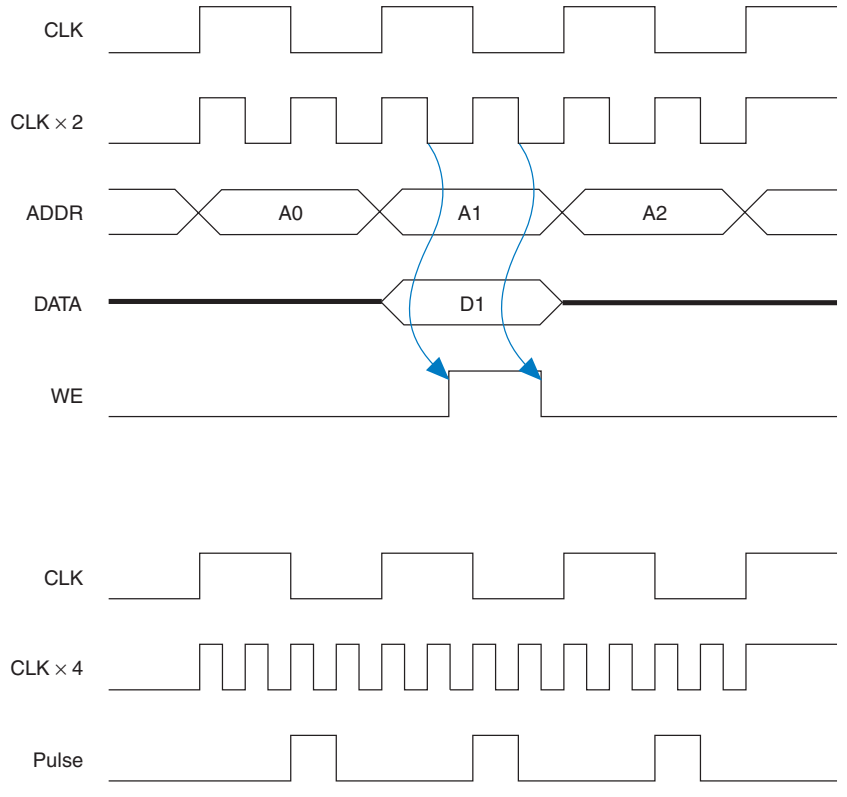 CLK
CLK × 2
ADDR
A0
A1
A2
DATA
D1
WE
CLK
CLK × 4
Pulse